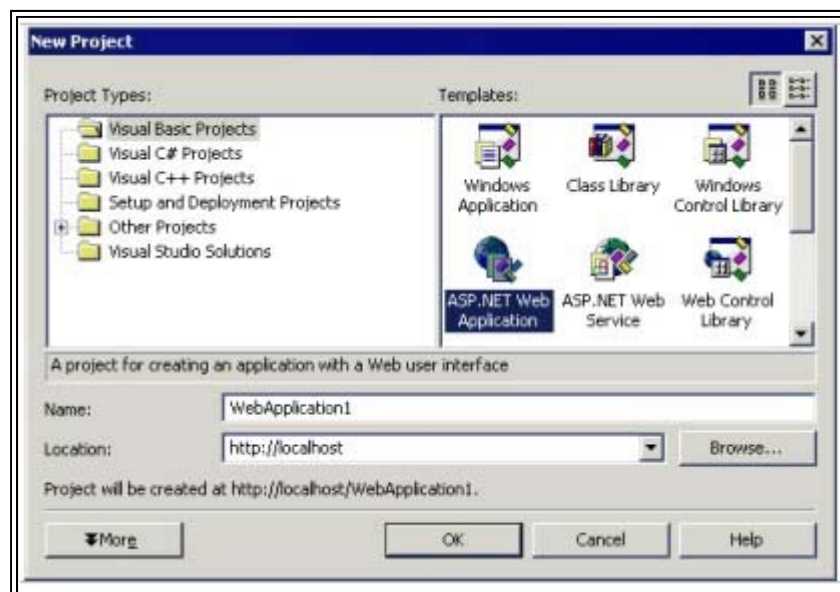 New Project
Project Types:
Templates:
Visual Basic Projects
Visual C# Projects
Visual C++ Projects
Setup and Deployment Projects
Other Projects
Visual Studio Solutions
Windows
Application
Class Library
Windows
Control Library
ASP.NET Web
Application
ASP.NET Web
Service
Web Control
Library
A project for creating an application with a Web user interface
Name:
WebApplication1
Location:
http://localhost
Browse...
Project will be created at http://localhost/WebApplication1.
More
OK
Cancel
Help